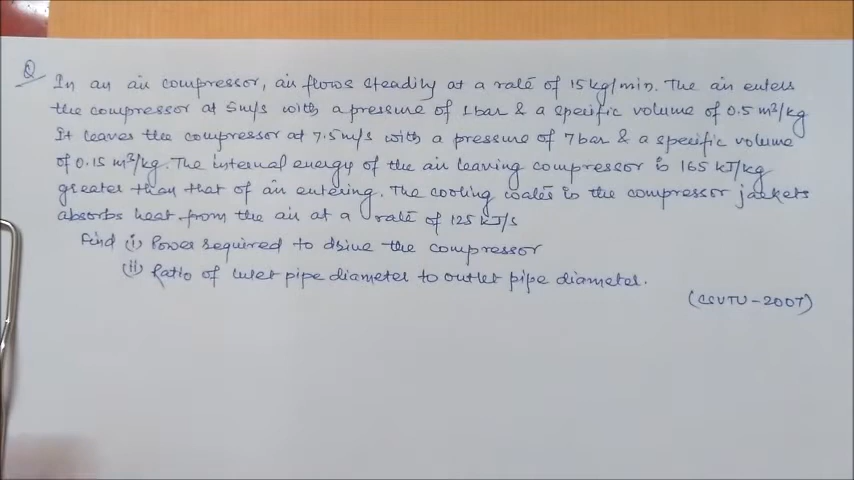 Q In an air compressor, air flows steadily at a rate of 15 kg/min. The air enters
the compressor at 5m/s with a pressure of 1 bar & a specific volume of 0.5 m³/kg
It leaves the compressor at 7.5m/s with a pressure of 7 bar & a specific volume
of 0.15 m³/kg. The internal energy of the air leaving compressor is 165 kJ/kg
greater than that of air entering. The cooling water in the compressor jackets
absorbs heat from the air at a rate of 125 kJ/s
Find (i) Power required to drive the compressor
(ii) Ratio of inlet pipe diameter to outlet pipe diameter.
(CSVTU-2007)